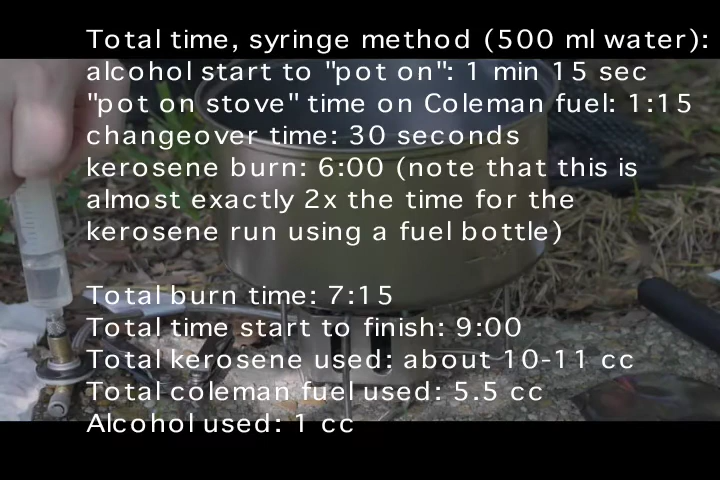 Total time, syringe method (500 ml water):
alcohol start to "pot on": 1 min 15 sec
"pot on stove" time on Coleman fuel: 1:15
changeover time: 30 seconds
kerosene burn: 6:00 (note that this is
almost exactly 2x the time for the
kerosene run using a fuel bottle)
Total burn time: 7:15
Total time start to finish: 9:00
Total kerosene used: about 10-11 cc
Total coleman fuel used: 5.5 cc
Alcohol used: 1 cc